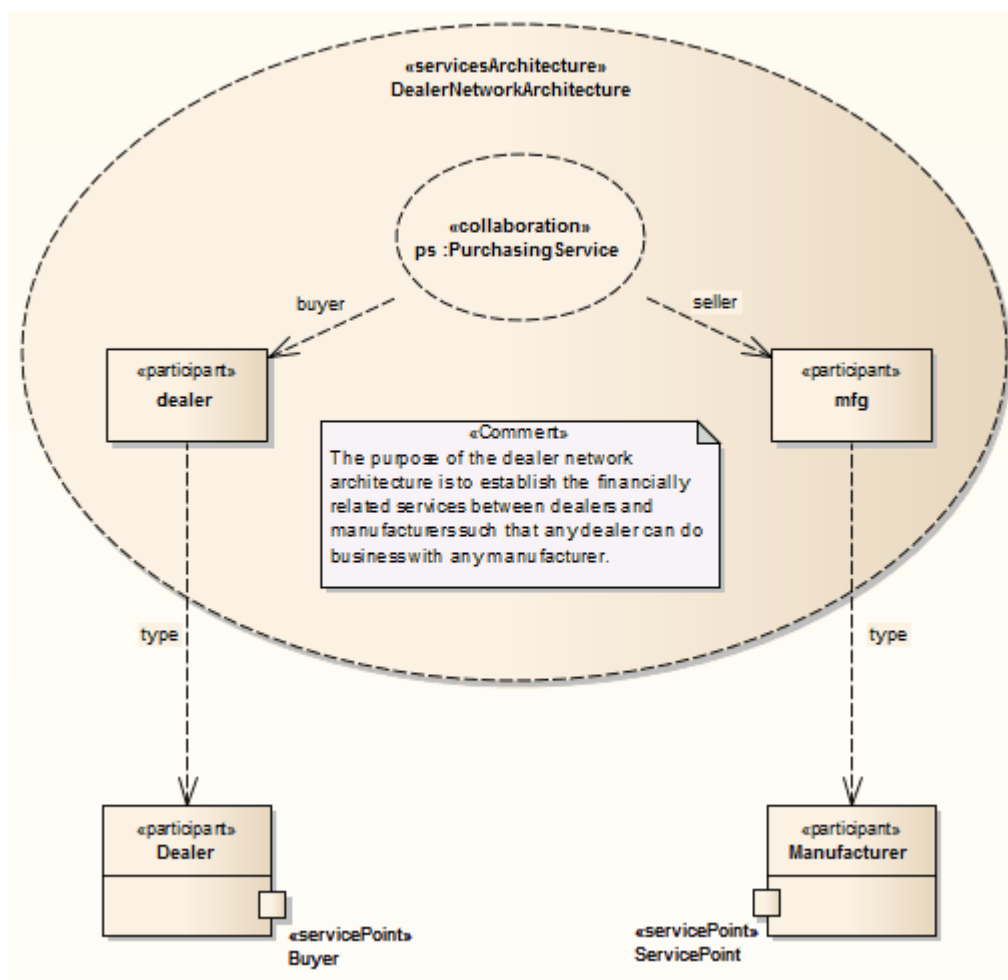 «servicesArchitecture»
DealerNetworkArchitecture
«collaboration»
ps :PurchasingService
buyer
seller
«participant»
dealer
«participant»
mfg
«Comment»
The purpose of the dealer network
architecture is to establish the financially
related services between dealers and
manufacturers such that any dealer can do
business with any manufacturer.
type
type
«participant»
Dealer
«participant»
Manufacturer
«servicePoint»
Buyer
«servicePoint»
ServicePoint